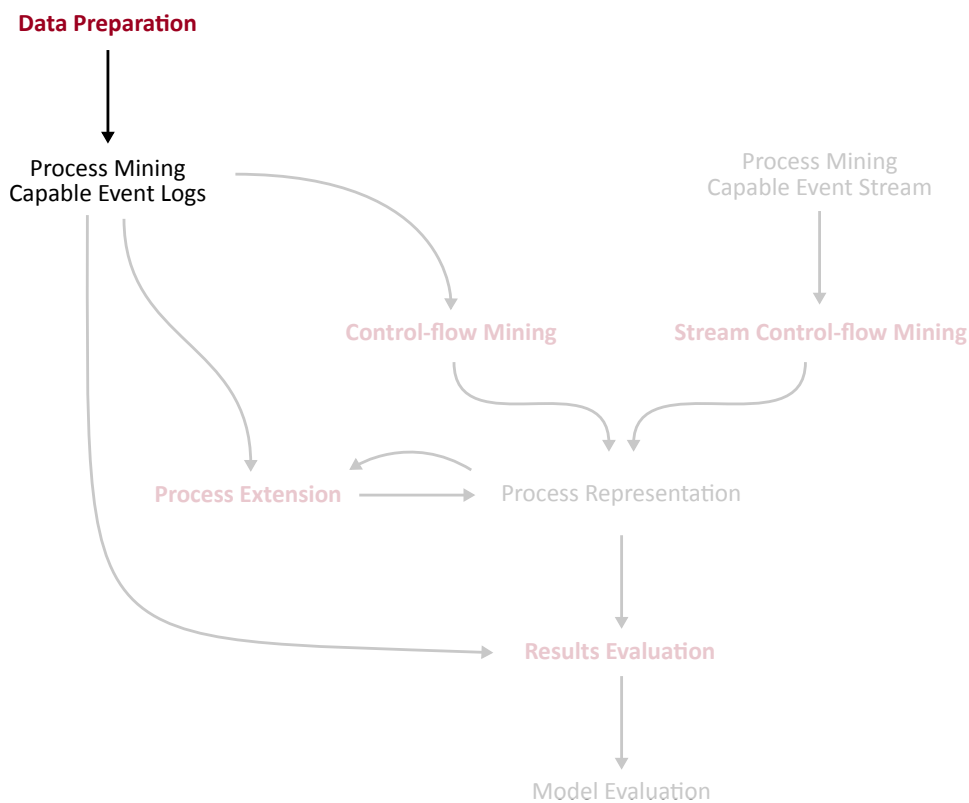 Data Preparation
Process Mining
Capable Event Logs
Process Mining
Capable Event Stream
Control-flow Mining
Stream Control-flow Mining
Process Extension
Process Representation
Results Evaluation
Model Evaluation